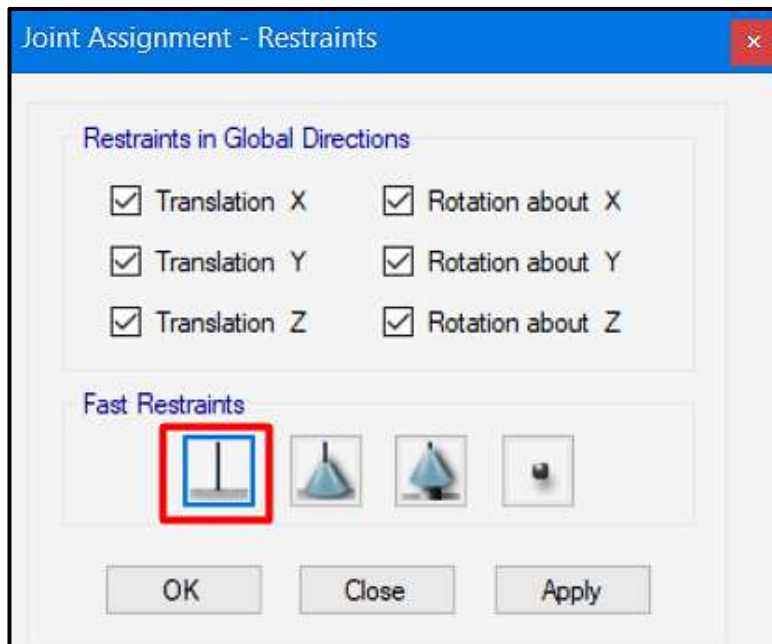 Joint Assignment - Restraints
Restraints in Global Directions
Translation X
Rotation about X
Translation Y
Rotation about Y
Translation Z
Rotation about Z
Fast Restraints
OK
Close
Apply